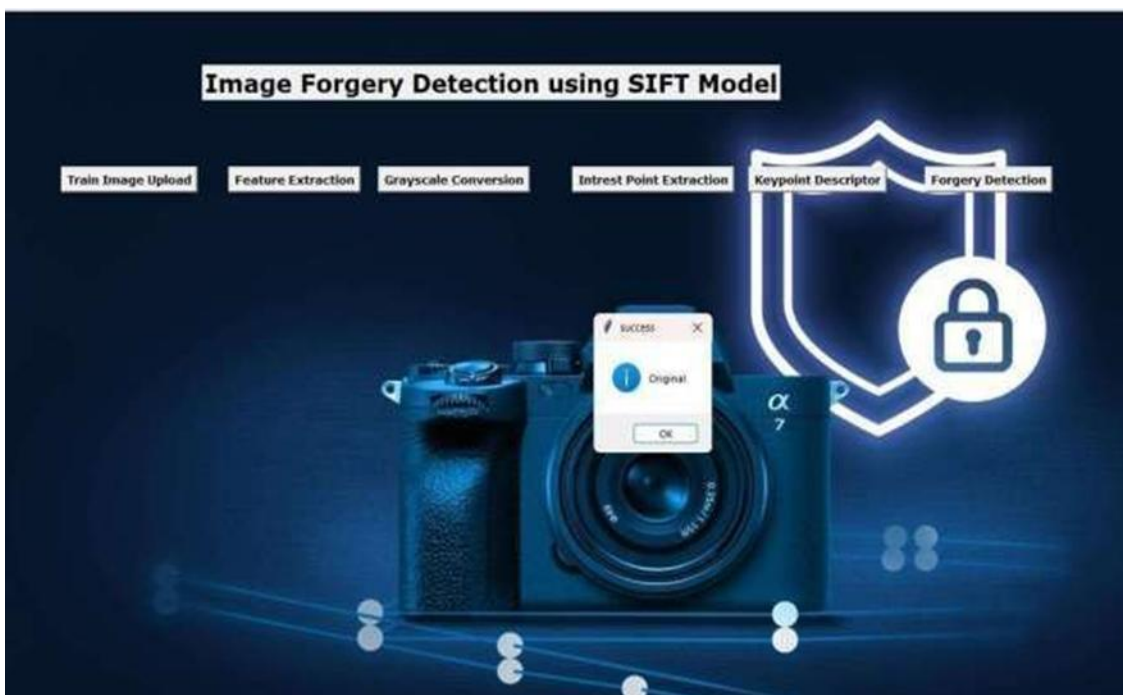 Image Forgery Detection using SIFT Model
Train Image Upload Feature Extraction Grayscale Conversion Intrest Point Extraction Keypoint Descriptor Forgery Detection
success
Original
OK
α
7